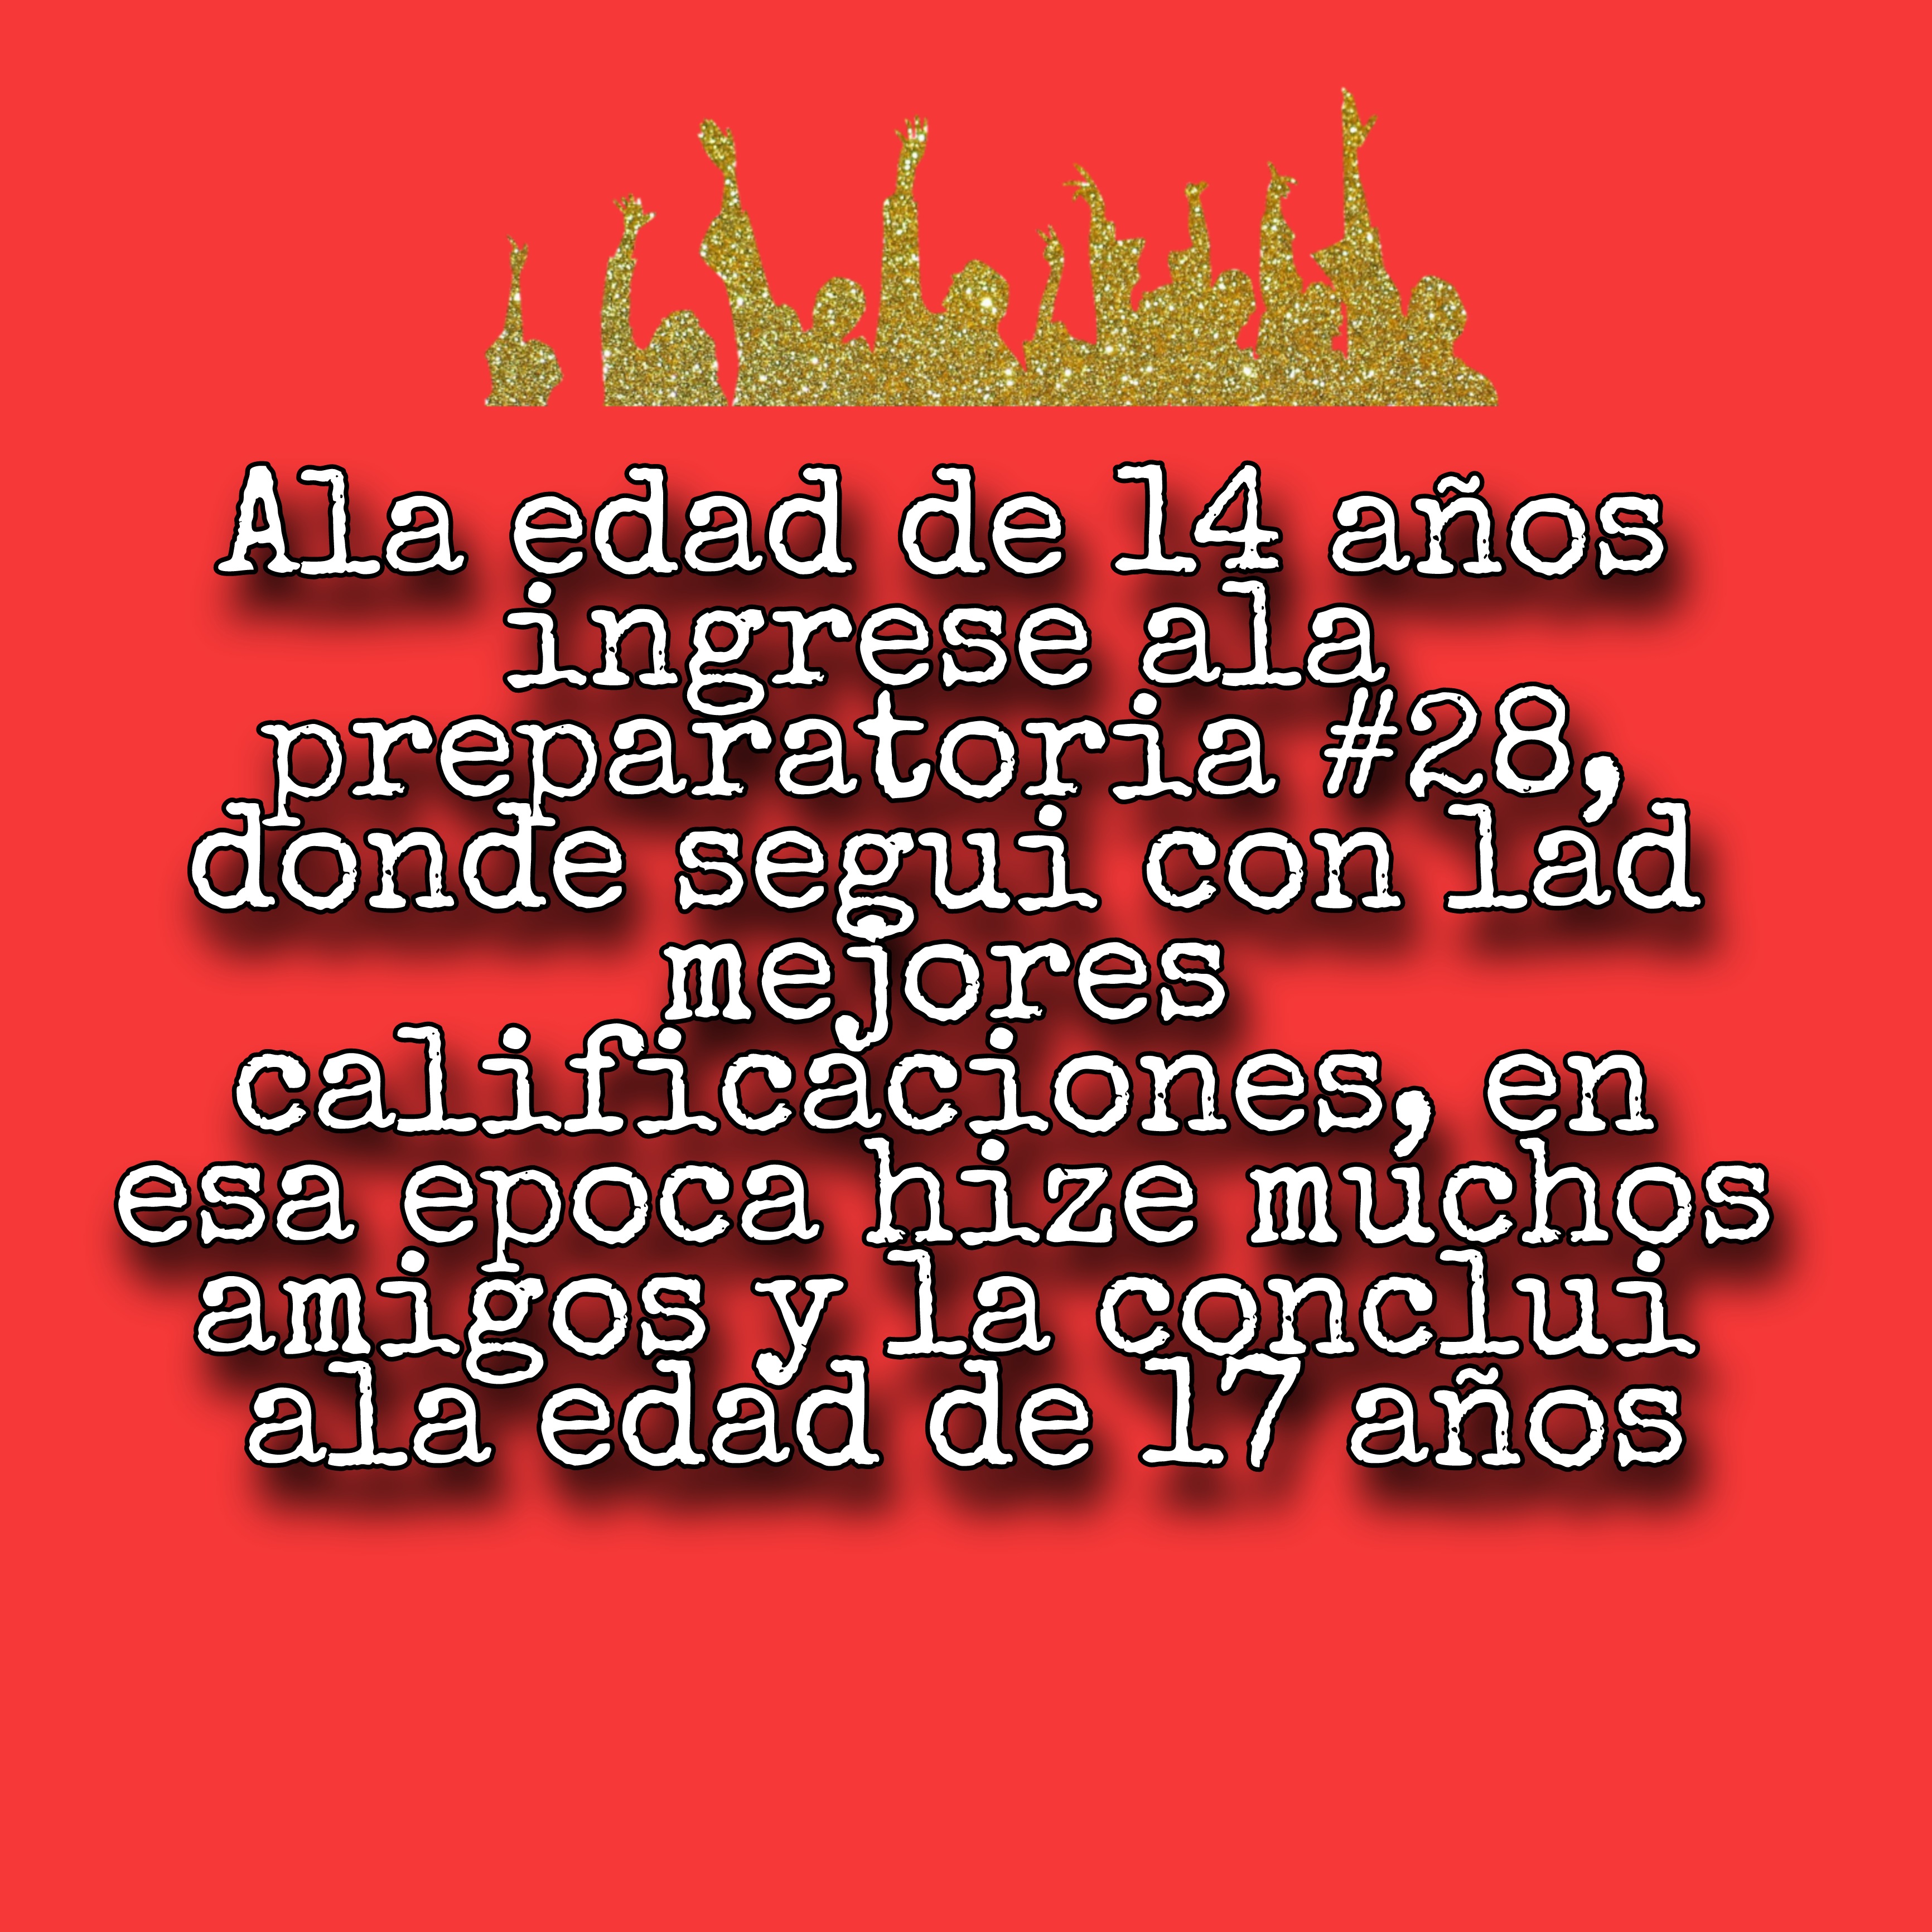 Ala edad de 14 años
ingrese ala
preparatoria #28,
donde segui con lad
mejores
calificaciones, en
esa epoca hize muchos
amigos y la conclui
ala edad de 17 años